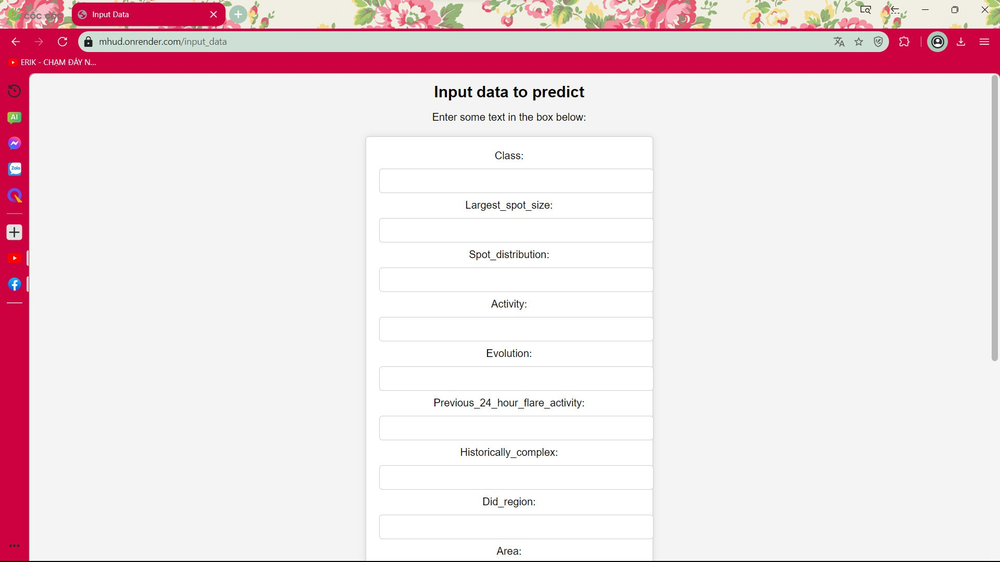 CỐC CỐC
Input Data
mhud.onrender.com/input_data
ERIK - CHẠM ĐÁY N...
AI
Zalo
Input data to predict
Enter some text in the box below:
Class:
Largest_spot_size:
Spot_distribution:
Activity:
Evolution:
Previous_24_hour_flare_activity:
Historically_complex:
Did_region:
Area: